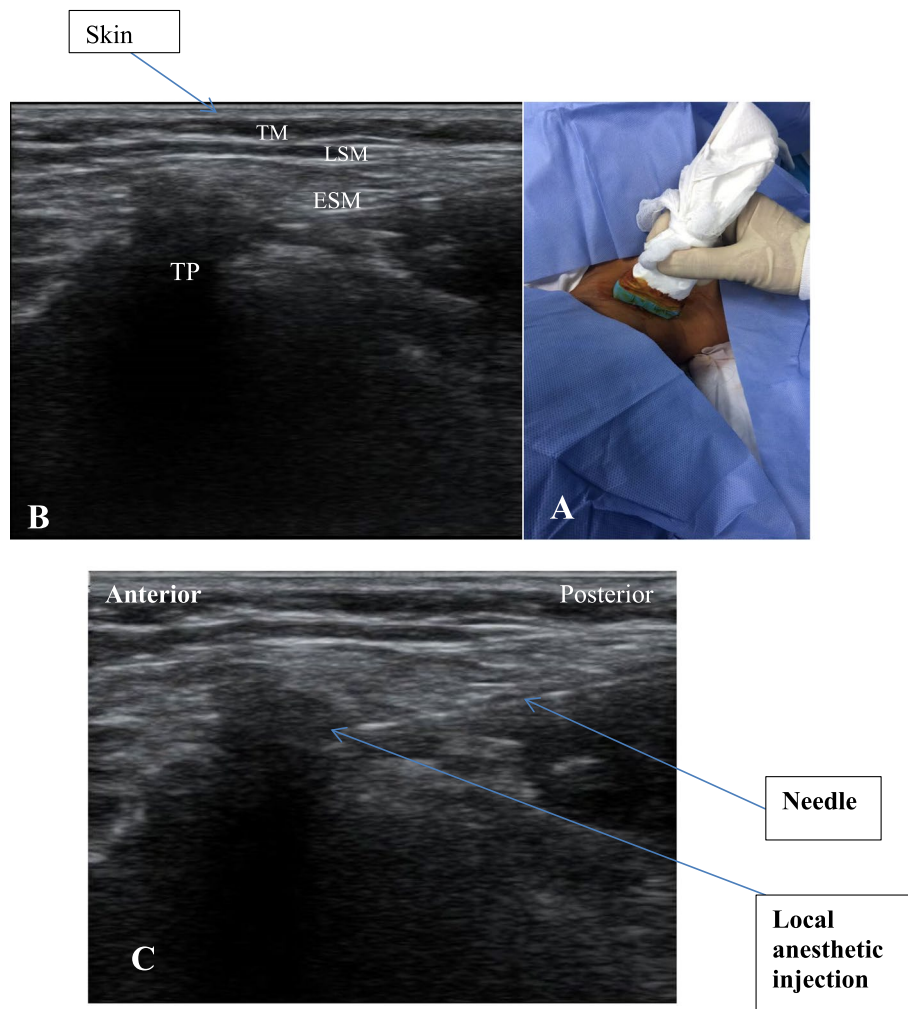 Skin
TM
LSM
ESM
TP
B
A
Anterior
Posterior
Needle
Local
anesthetic
injection
C